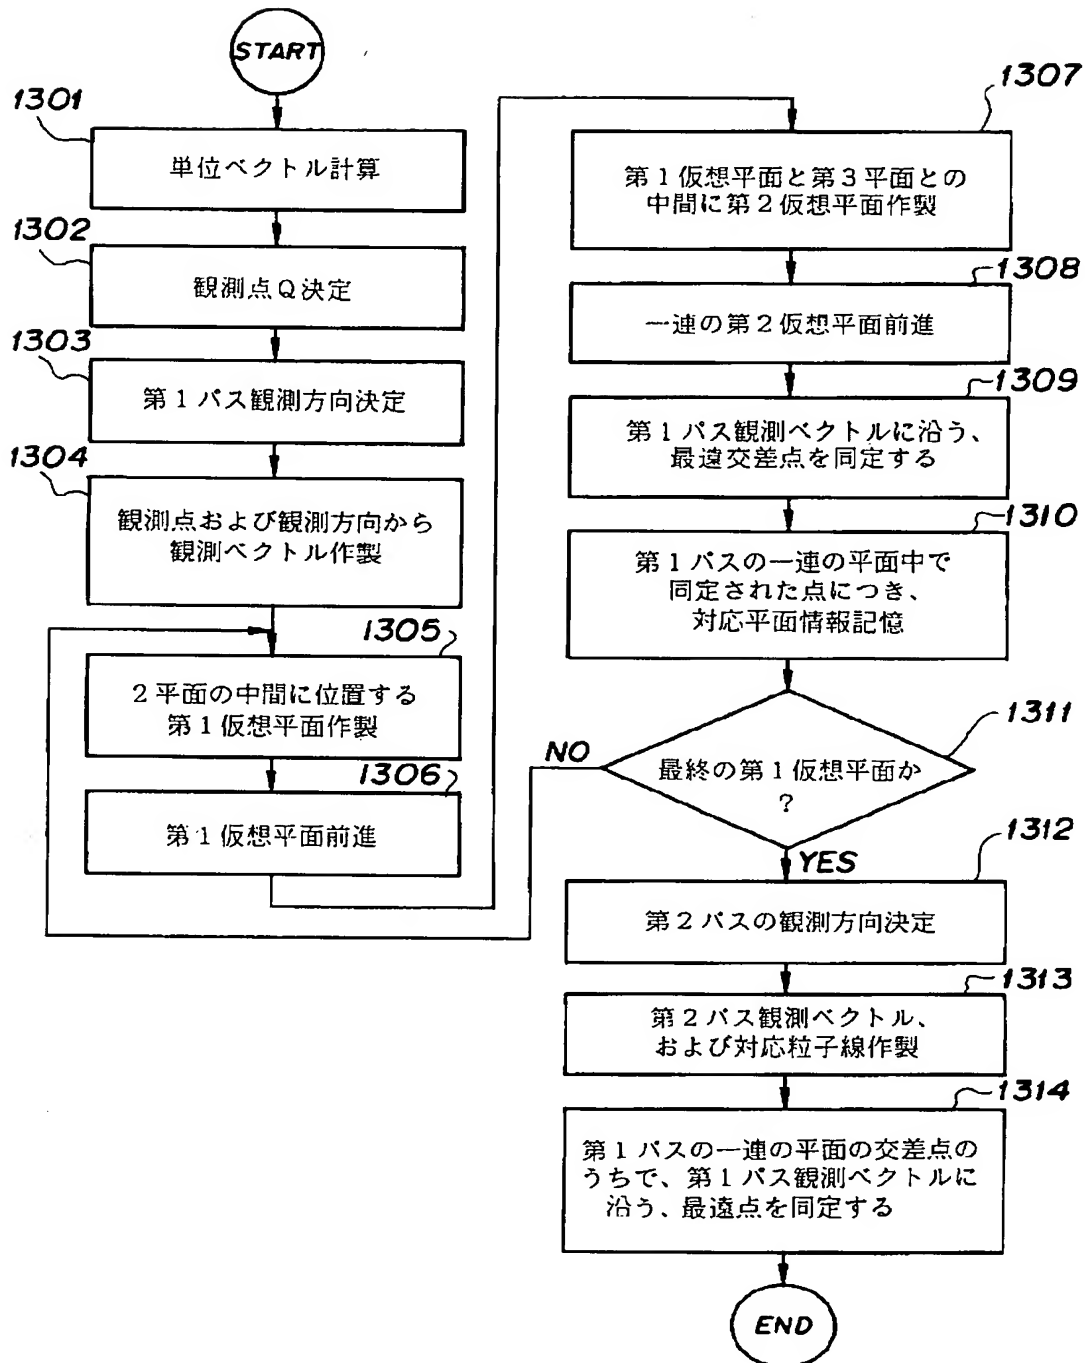 START
1301
単位ベクトル計算
1302
観測点Q決定
1303
第1パス観測方向決定
1304
観測点および観測方向から
観測ベクトル作製
1305
2平面の中間に位置する
第1仮想平面作製
1306
第1仮想平面前進
1307
第1仮想平面と第3平面との
中間に第2仮想平面作製
1308
一連の第2仮想平面前進
1309
第1パス観測ベクトルに沿う、
最遠交差点を同定する
1310
第1パスの一連の平面中で
同定された点につき、
対応平面情報記憶
1311
最終の第1仮想平面か
?
NO
YES
1312
第2パスの観測方向決定
1313
第2パス観測ベクトル、
および対応粒子線作製
1314
第1パスの一連の平面の交差点の
うちで、第1パス観測ベクトルに
沿う、最遠点を同定する
END